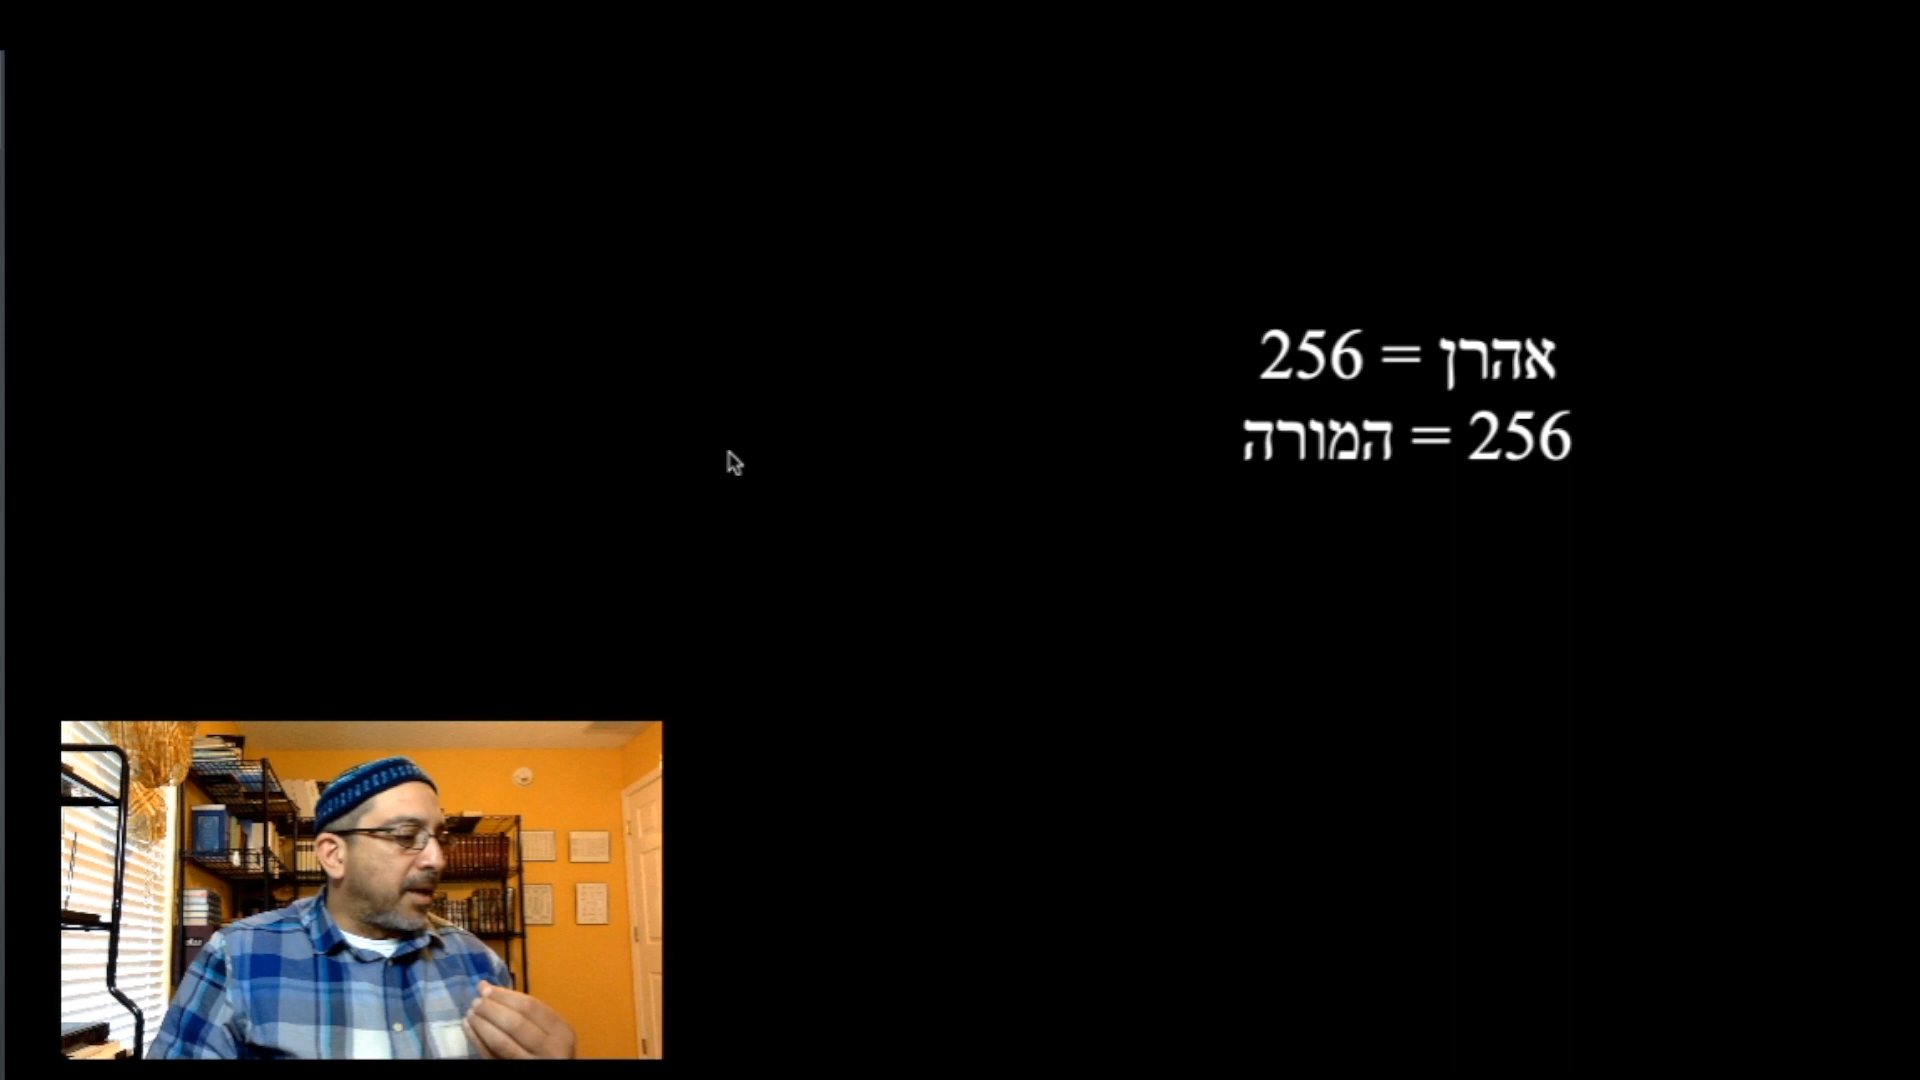 256 = אהרן
המורה = 256